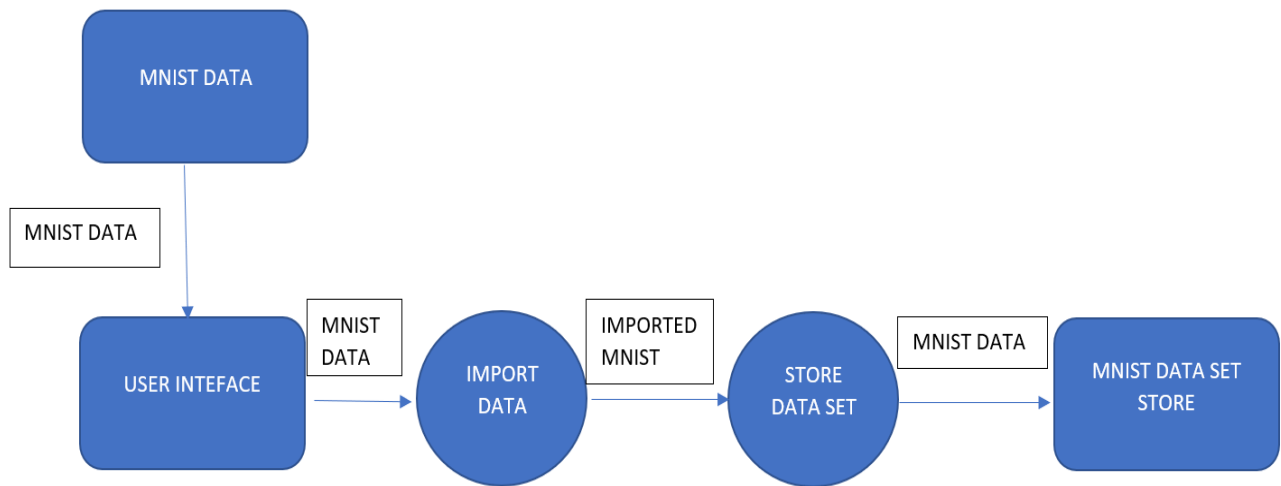 MNIST DATA
MNIST DATA
USER INTEFACE
MNIST
DATA
IMPORT
DATA
IMPORTED
MNIST
STORE
DATA SET
MNIST DATA
MNIST DATA SET
STORE